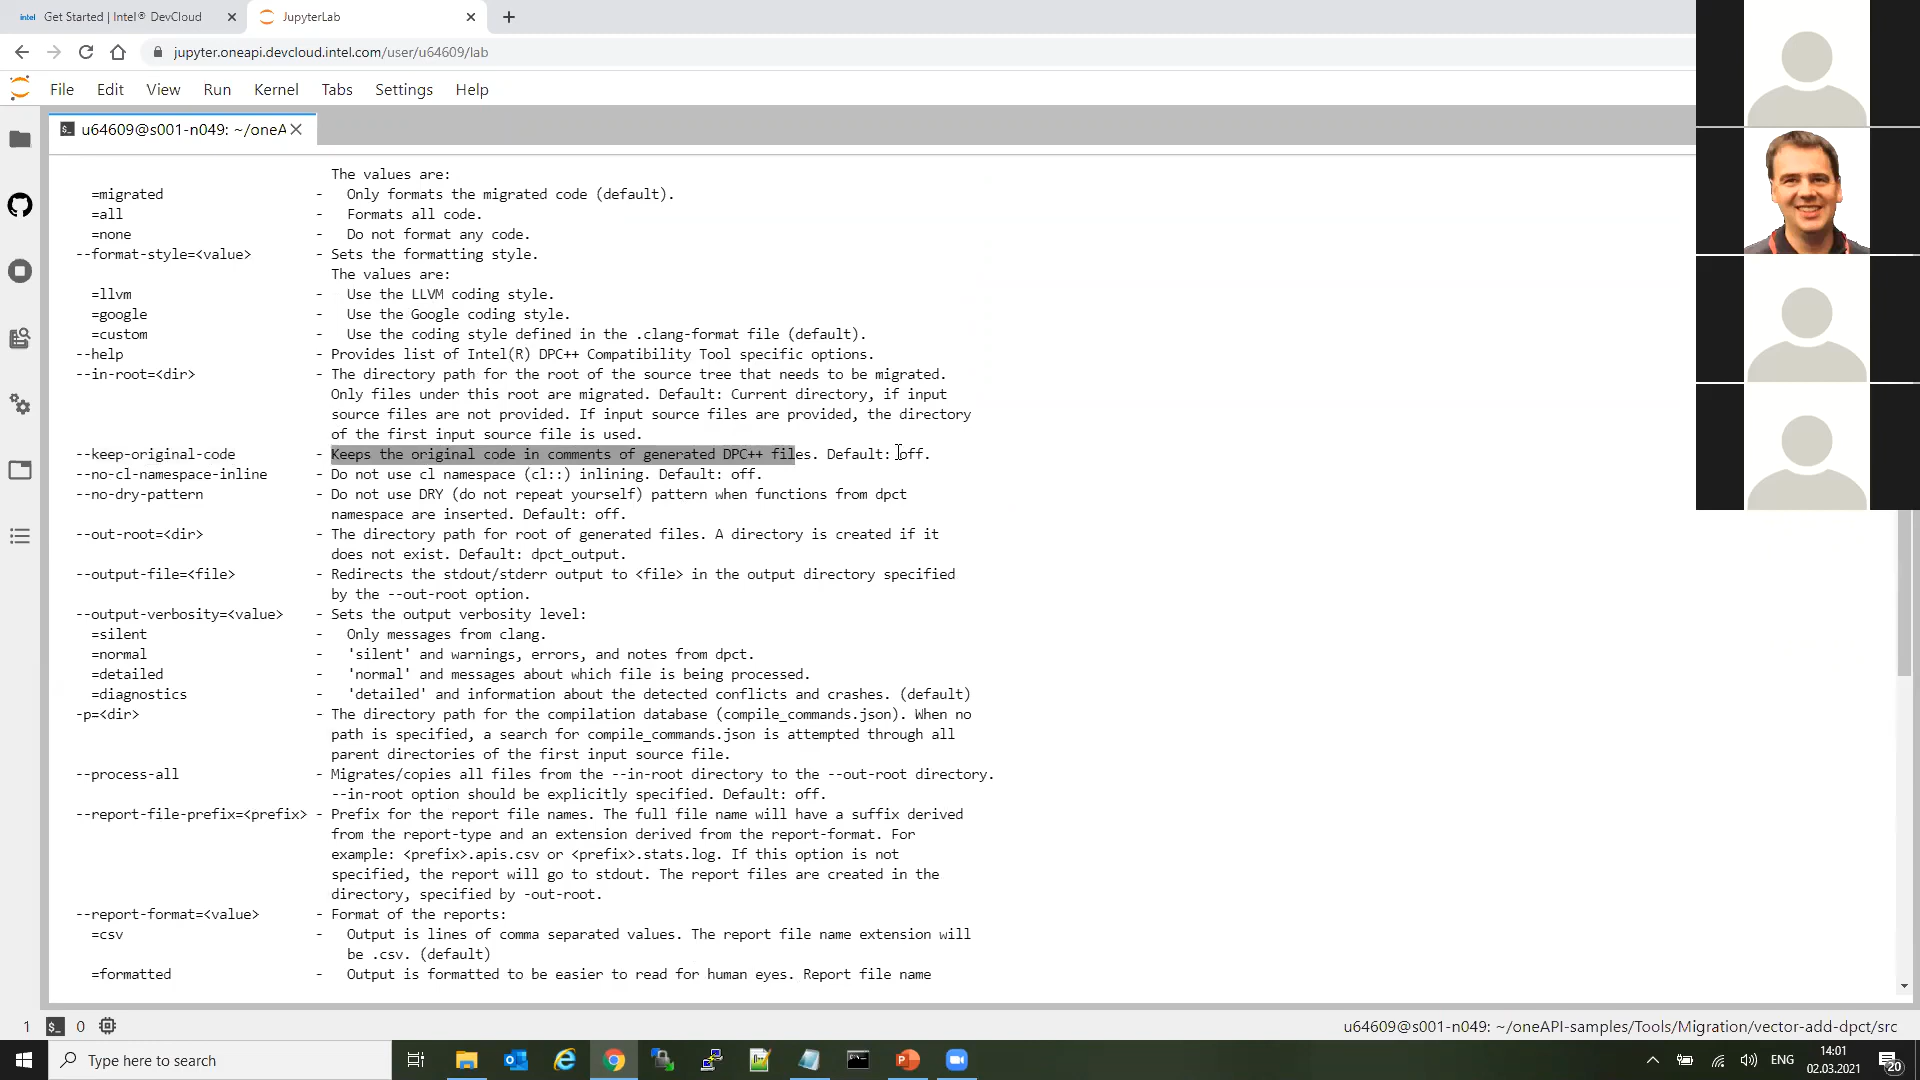 intel Get Started | Intel® DevCloud
JupyterLab
jupyter.oneapi.devcloud.intel.com/user/u64609/lab
File Edit View Run Kernel Tabs Settings Help
u64609@s001-n049: ~/oneA
The values are:
=migrated - Only formats the migrated code (default).
=all - Formats all code.
=none - Do not format any code.
--format-style=<value> - Sets the formatting style.
The values are:
=llvm - Use the LLVM coding style.
=google - Use the Google coding style.
=custom - Use the coding style defined in the .clang-format file (default).
--help - Provides list of Intel(R) DPC++ Compatibility Tool specific options.
--in-root=<dir> - The directory path for the root of the source tree that needs to be migrated.
Only files under this root are migrated. Default: Current directory, if input
source files are not provided. If input source files are provided, the directory
of the first input source file is used.
--keep-original-code - Keeps the original code in comments of generated DPC++ files. Default: off.
--no-cl-namespace-inline - Do not use cl namespace (cl::) inlining. Default: off.
--no-dry-pattern - Do not use DRY (do not repeat yourself) pattern when functions from dpct
namespace are inserted. Default: off.
--out-root=<dir> - The directory path for root of generated files. A directory is created if it
does not exist. Default: dpct_output.
--output-file=<file> - Redirects the stdout/stderr output to <file> in the output directory specified
by the --out-root option.
--output-verbosity=<value> - Sets the output verbosity level:
=silent - Only messages from clang.
=normal - 'silent' and warnings, errors, and notes from dpct.
=detailed - 'normal' and messages about which file is being processed.
=diagnostics - 'detailed' and information about the detected conflicts and crashes. (default)
-p=<dir> - The directory path for the compilation database (compile_commands.json). When no
path is specified, a search for compile_commands.json is attempted through all
parent directories of the first input source file.
--process-all - Migrates/copies all files from the --in-root directory to the --out-root directory.
--in-root option should be explicitly specified. Default: off.
--report-file-prefix=<prefix> - Prefix for the report file names. The full file name will have a suffix derived
from the report-type and an extension derived from the report-format. For
example: <prefix>.apis.csv or <prefix>.stats.log. If this option is not
specified, the report will go to stdout. The report files are created in the
directory, specified by -out-root.
--report-format=<value> - Format of the reports:
=csv - Output is lines of comma separated values. The report file name extension will
be .csv. (default)
=formatted - Output is formatted to be easier to read for human eyes. Report file name
1 $_ 0 u64609@s001-n049: ~/oneAPI-samples/Tools/Migration/vector-add-dpct/src
Type here to search
ENG
14:01
02.03.2021
20